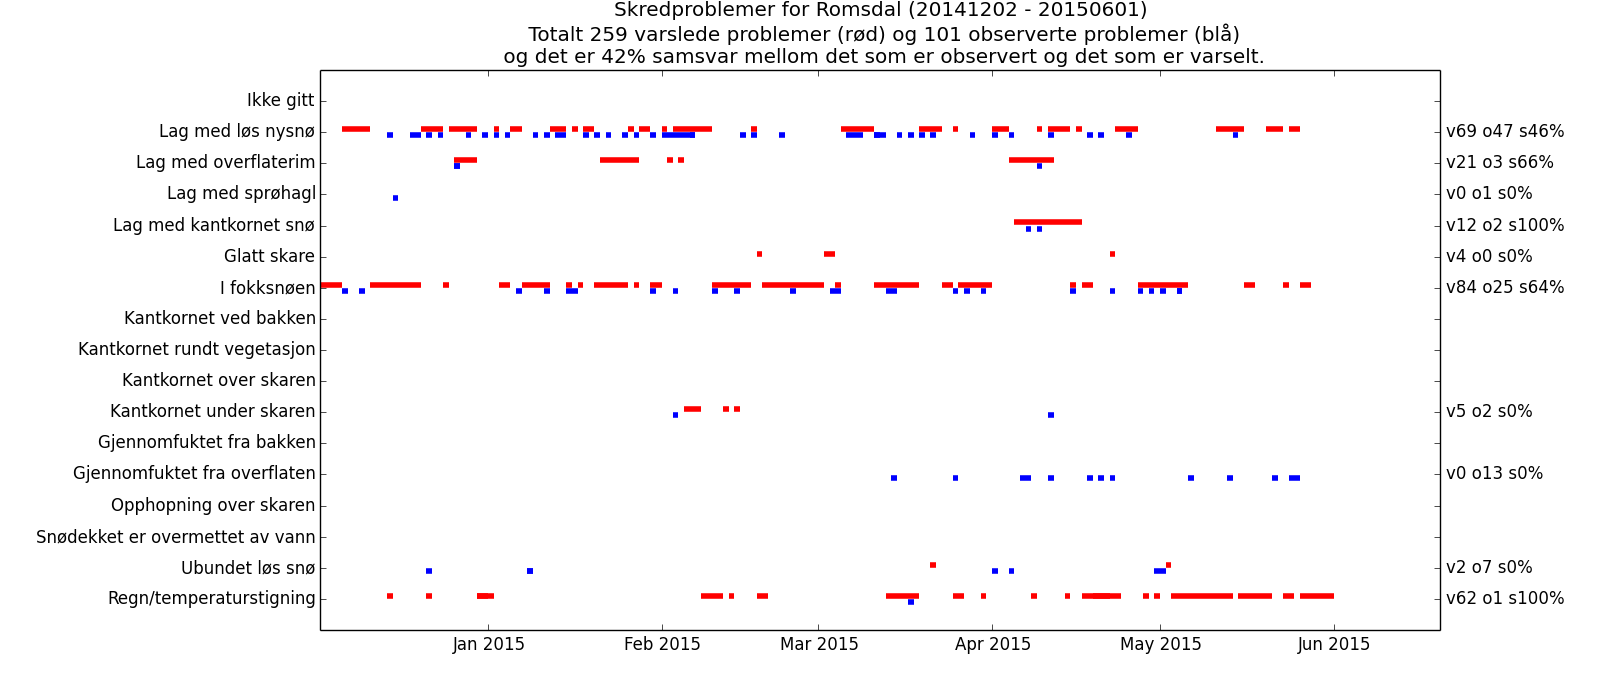 Skredproblemer for Romsdal (20141202 - 20150601)
Totalt 259 varslede problemer (rød) og 101 observerte problemer (blå)
og det er 42% samsvar mellom det som er observert og det som er varselt.
Ikke gitt
Lag med løs nysnø v69 o47 s46%
Lag med overflaterim v21 o3 s66%
Lag med sprøhagl v0 o1 s0%
Lag med kantkornet snø v12 o2 s100%
Glatt skare v4 o0 s0%
I fokksnøen v84 o25 s64%
Kantkornet ved bakken
Kantkornet rundt vegetasjon
Kantkornet over skaren
Kantkornet under skaren v5 o2 s0%
Gjennomfuktet fra bakken
Gjennomfuktet fra overflaten v0 o13 s0%
Opphopning over skaren
Snødekket er overmettet av vann
Ubundet løs snø v2 o7 s0%
Regn/temperaturstigning v62 o1 s100%
Jan 2015 Feb 2015 Mar 2015 Apr 2015 May 2015 Jun 2015